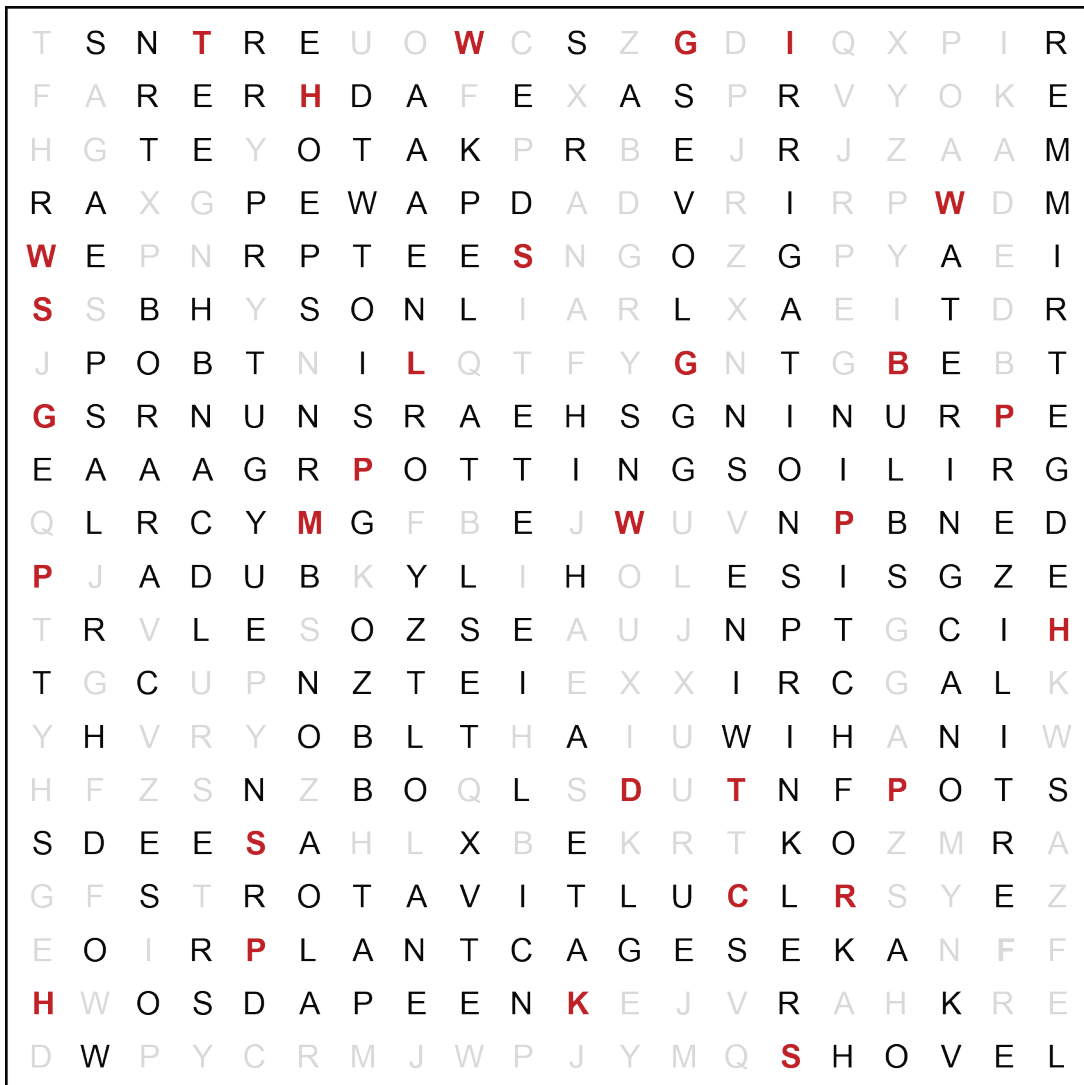 T S N T R E U O W C S Z G D I Q X P I R
F A R E R H D A F E X A S P R V Y O K E
H G T E Y O T A K P R B E J R J Z A A M
R A X G P E W A P D A D V R I R P W D M
W E P N R P T E E S N G O Z G P Y A E I
S S B H Y S O N L I A R L X A E I T D R
J P O B T N I L Q T F Y G N T G B E B T
G S R N U N S R A E H S G N I N U R P E
E A A A G R P O T T I N G S O I L I R G
Q L R C Y M G F B E J W U V N P B N E D
P J A D U B K Y L I H O L E S I S G Z E
T R V L E S O Z S E A U J N P T G C I H
T G C U P N Z T E I E X X I R C G A L K
Y H V R Y O B L T H A I U W I H A N I W
H F Z S N Z B O Q L S D U T N F P O T S
S D E E S A H L X B E K R T K O Z M R A
G F S T R O T A V I T L U C L R S Y E Z
E O I R P L A N T C A G E S E K A N F F
H W O S D A P E E N K E J V R A H K R E
D W P Y C R M J W P J Y M Q S H O V E L